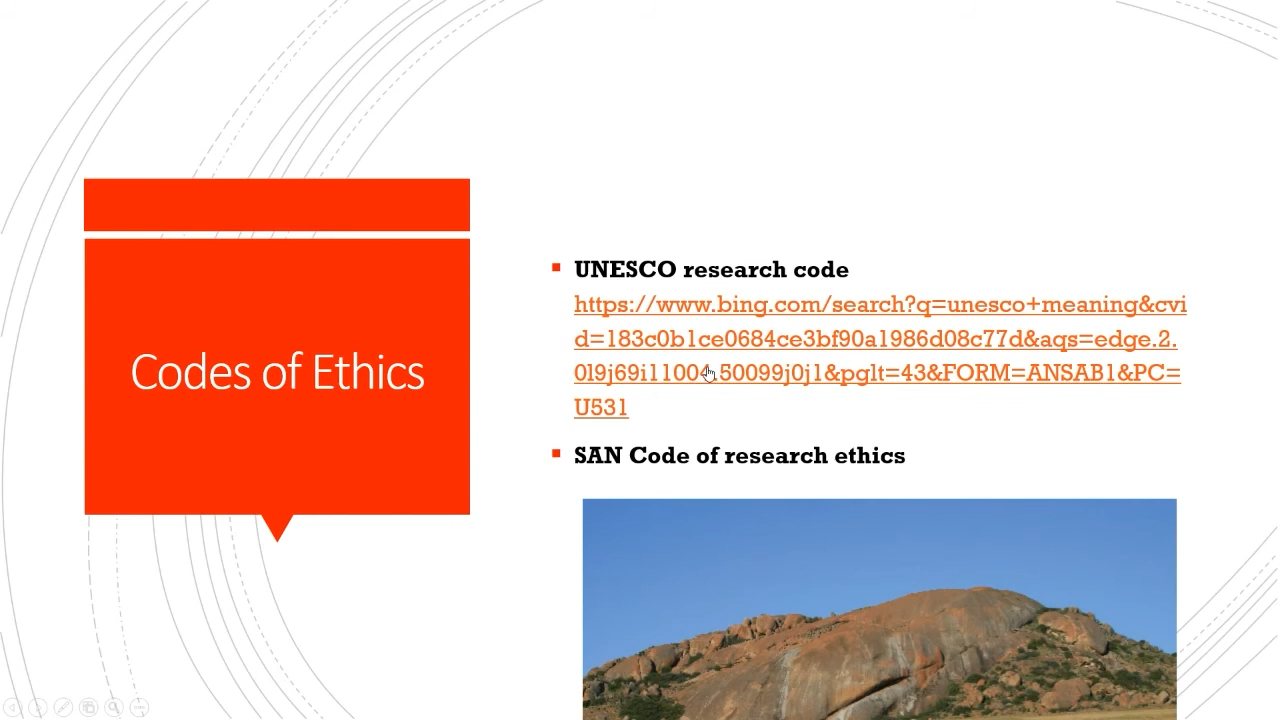 Codes of Ethics
UNESCO research code
https://www.bing.com/search?q=unesco+meaning&cvi
d=183c0b1ce0684ce3bf90a1986d08c77d&aqs=edge.2.
0l9j69i11004.50099j0j1&pglt=43&FORM=ANSAB1&PC=
U531
SAN Code of research ethics